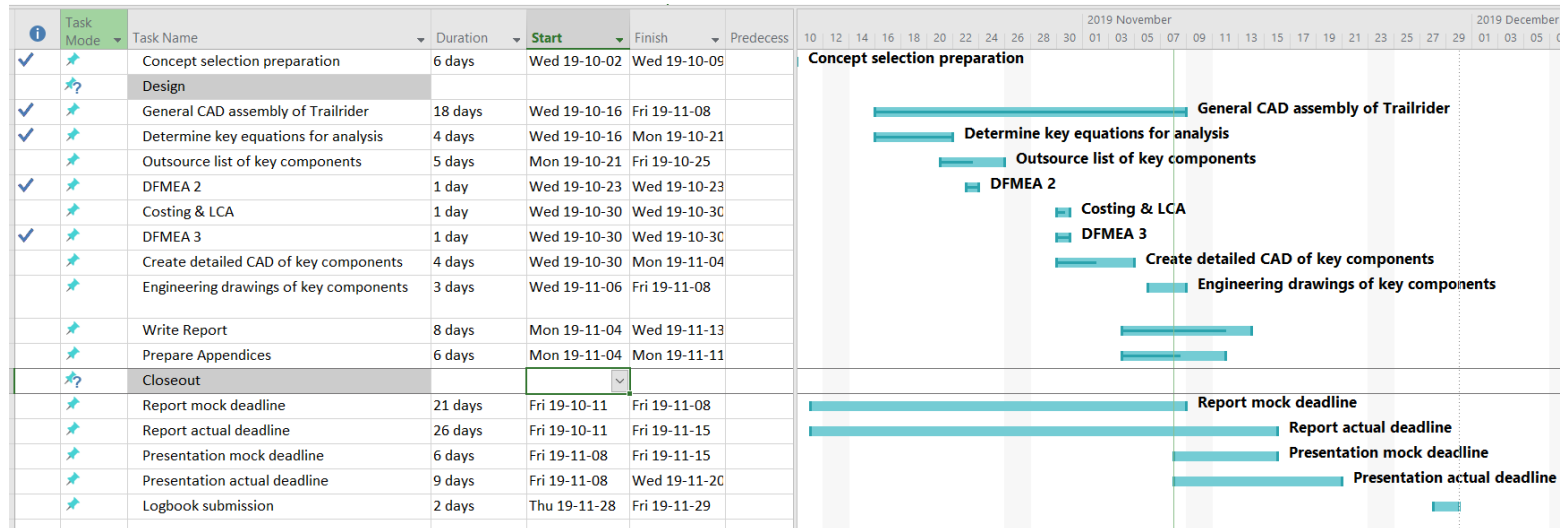 2019 November 2019 December
Task Mode Task Name Duration Start Finish Predecess 10 12 14 16 18 20 22 24 26 28 30 01 03 05 07 09 11 13 15 17 19 21 23 25 27 29 01 03 05
Concept selection preparation 6 days Wed 19-10-02 Wed 19-10-09 Concept selection preparation
Design
General CAD assembly of Trailrider 18 days Wed 19-10-16 Fri 19-11-08 General CAD assembly of Trailrider
Determine key equations for analysis 4 days Wed 19-10-16 Mon 19-10-21 Determine key equations for analysis
Outsource list of key components 5 days Mon 19-10-21 Fri 19-10-25 Outsource list of key components
DFMEA 2 1 day Wed 19-10-23 Wed 19-10-23 DFMEA 2
Costing & LCA 1 day Wed 19-10-30 Wed 19-10-30 Costing & LCA
DFMEA 3 1 day Wed 19-10-30 Wed 19-10-30 DFMEA 3
Create detailed CAD of key components 4 days Wed 19-10-30 Mon 19-11-04 Create detailed CAD of key components
Engineering drawings of key components 3 days Wed 19-11-06 Fri 19-11-08 Engineering drawings of key components
Write Report 8 days Mon 19-11-04 Wed 19-11-13
Prepare Appendices 6 days Mon 19-11-04 Mon 19-11-11
Closeout
Report mock deadline 21 days Fri 19-10-11 Fri 19-11-08 Report mock deadline
Report actual deadline 26 days Fri 19-10-11 Fri 19-11-15 Report actual deadline
Presentation mock deadline 6 days Fri 19-11-08 Fri 19-11-15 Presentation mock deadline
Presentation actual deadline 9 days Fri 19-11-08 Wed 19-11-20 Presentation actual deadline
Logbook submission 2 days Thu 19-11-28 Fri 19-11-29